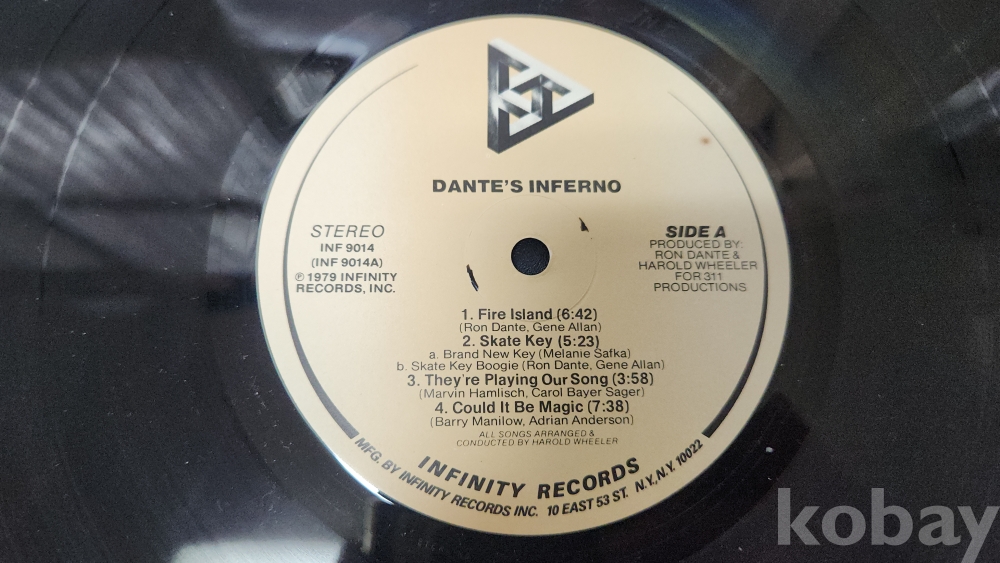 DANTE'S INFERNO
STEREO
INF 9014
(INF 9014A)
℗ 1979 INFINITY
RECORDS, INC.
SIDE A
PRODUCED BY:
RON DANTE &
HAROLD WHEELER
FOR 311
PRODUCTIONS
1. Fire Island (6:42)
(Ron Dante, Gene Allan)
2. Skate Key (5:23)
a. Brand New Key (Melanie Safka)
b. Skate Key Boogie (Ron Dante, Gene Allan)
3. They're Playing Our Song (3:58)
(Marvin Hamlisch, Carol Bayer Sager)
4. Could It Be Magic (7:38)
(Barry Manilow, Adrian Anderson)
ALL SONGS ARRANGED &
CONDUCTED BY HAROLD WHEELER
INFINITY RECORDS
MFG. BY INFINITY RECORDS INC. 10 EAST 53 ST. N.Y., N.Y. 10022
kobay